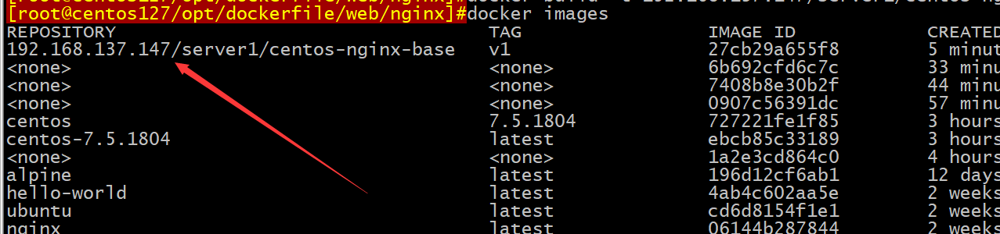 [root@centos127/opt/dockerfile/web/nginx]#docker images
REPOSITORY TAG IMAGE ID CREATED
192.168.137.147/server1/centos-nginx-base v1 27cb29a655f8 5 minut
<none> <none> 6b692cfd6c7c 33 minu
<none> <none> 7408b8e30b2f 44 minu
<none> <none> 0907c56391dc 57 minu
centos 7.5.1804 727221fe1f85 3 hours
centos-7.5.1804 latest ebcb85c33189 3 hours
<none> <none> 1a2e3cd864c0 4 hours
alpine latest 196d12cf6ab1 12 days
hello-world latest 4ab4c602aa5e 2 weeks
ubuntu latest cd6d8154f1e1 2 weeks
nginx latest 06144b287844 2 weeks